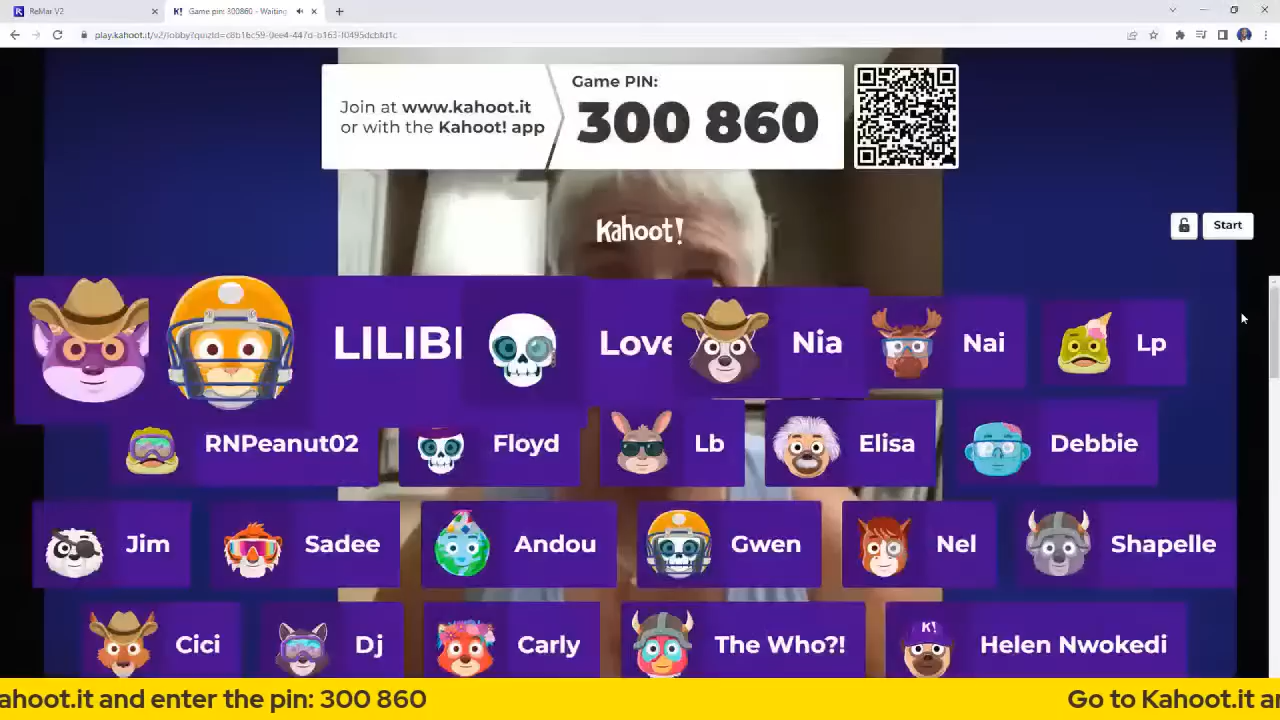 ReMar V2
Game pin: 300860 - Waiting
play.kahoot.it/v2/lobby?quizId=c8b16c59-0ee4-447d-b163-f0495dcbfd1c
Join at www.kahoot.it
or with the Kahoot! app
Game PIN:
300 860
Kahoot!
Start
LILIBI
Love
Nia
Nai
Lp
RNPeanut02
Floyd
Lb
Elisa
Debbie
Jim
Sadee
Andou
Gwen
Nel
Shapelle
Cici
Dj
Carly
The Who?!
K!
Helen Nwokedi
ahoot.it and enter the pin: 300 860
Go to Kahoot.it ar